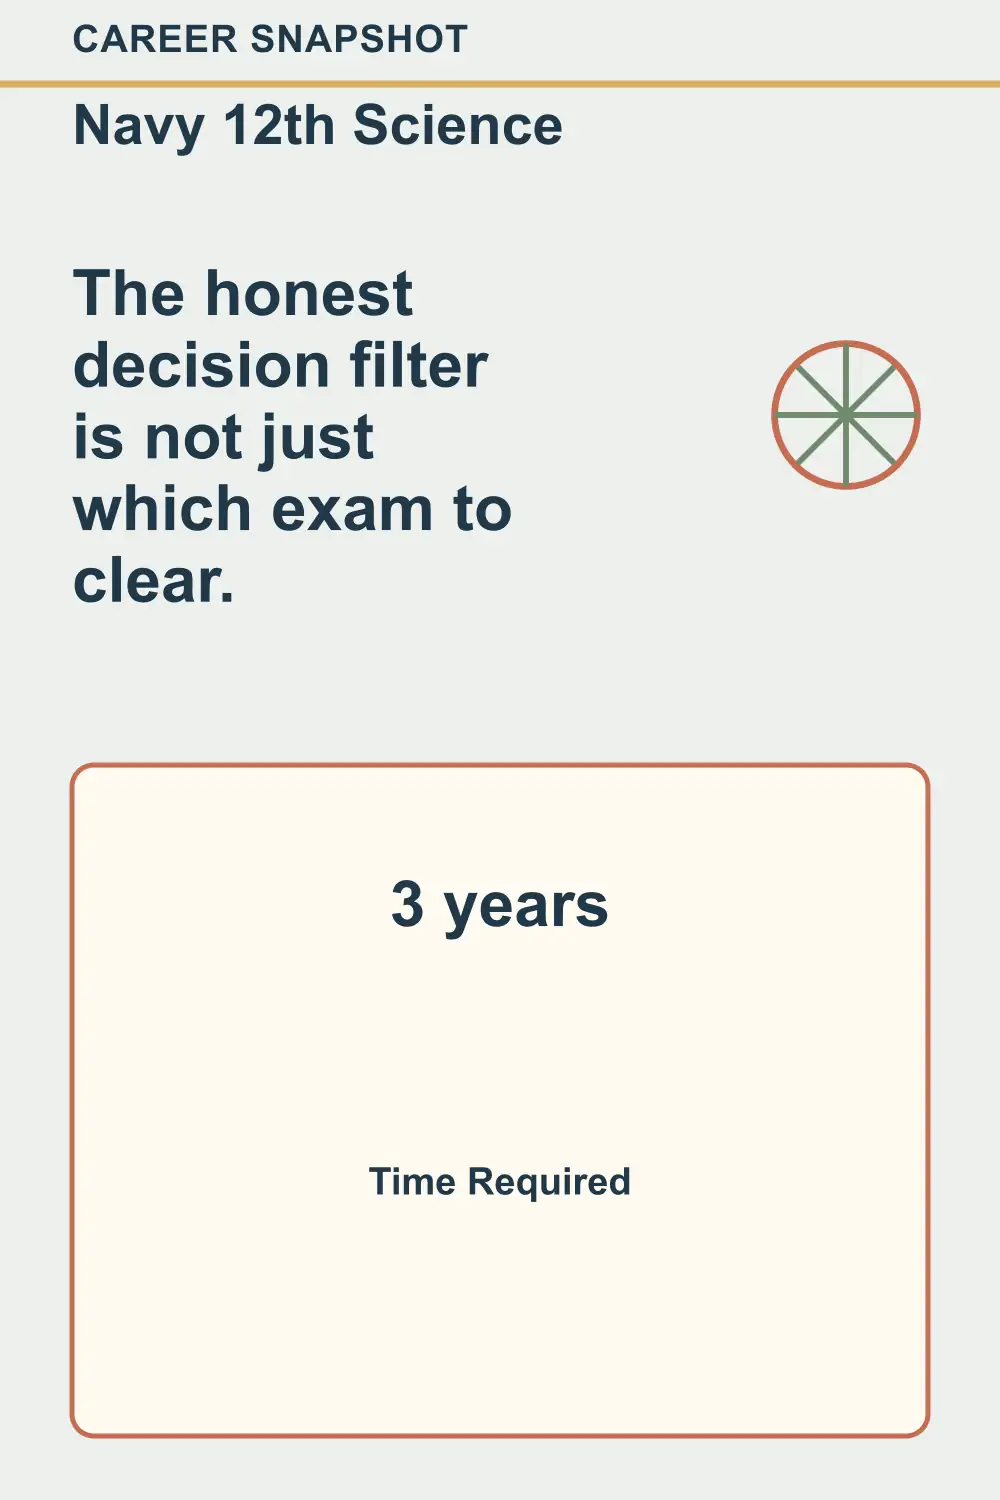 CAREER SNAPSHOT
Navy 12th Science
The honest
decision filter
is not just
which exam to
clear.
3 years
Time Required